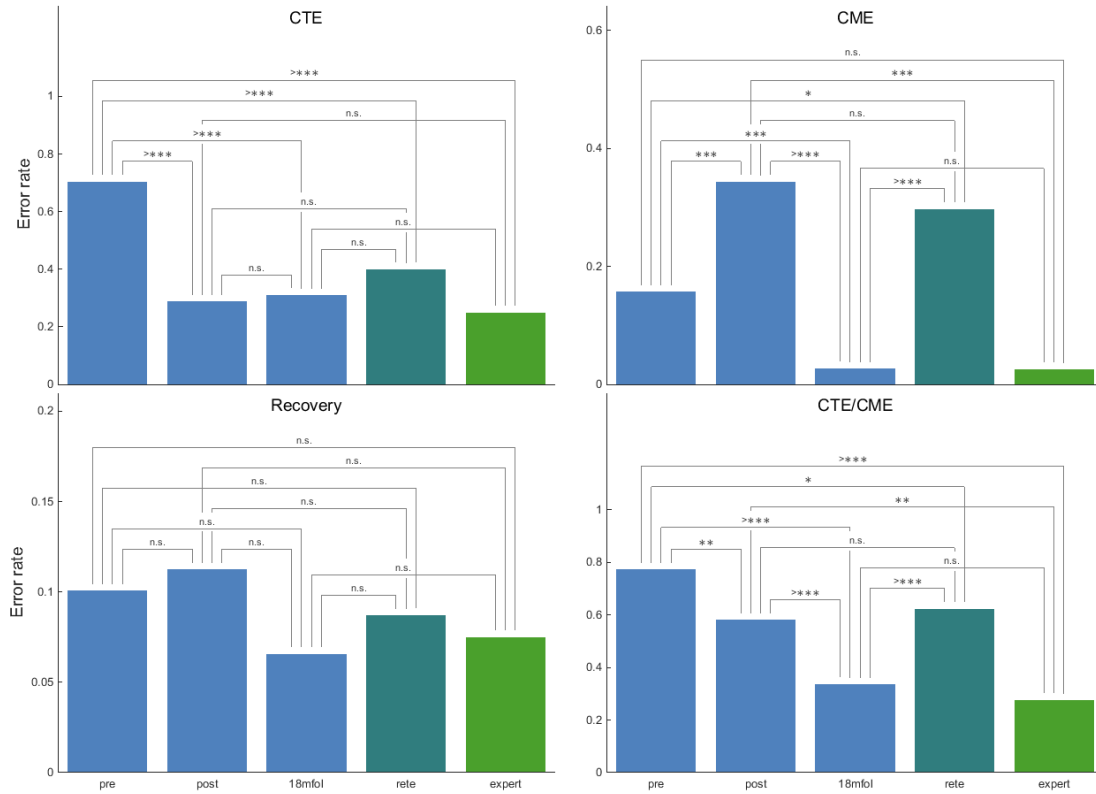 CTE
Error rate
1
0.8
0.6
0.4
0.2
0
>***
>***
n.s.
>***
>***
n.s.
n.s.
n.s.
n.s.
CME
0.6
0.4
0.2
0
n.s.
***
*
n.s.
***
***
>***
n.s.
>***
Recovery
Error rate
0.2
0.15
0.1
0.05
0
n.s.
n.s.
n.s.
n.s.
n.s.
n.s.
n.s.
n.s.
n.s.
pre
post
18mfol
rete
expert
CTE/CME
1
0.8
0.6
0.4
0.2
0
>***
*
**
>***
**
n.s.
n.s.
>***
>***
pre
post
18mfol
rete
expert